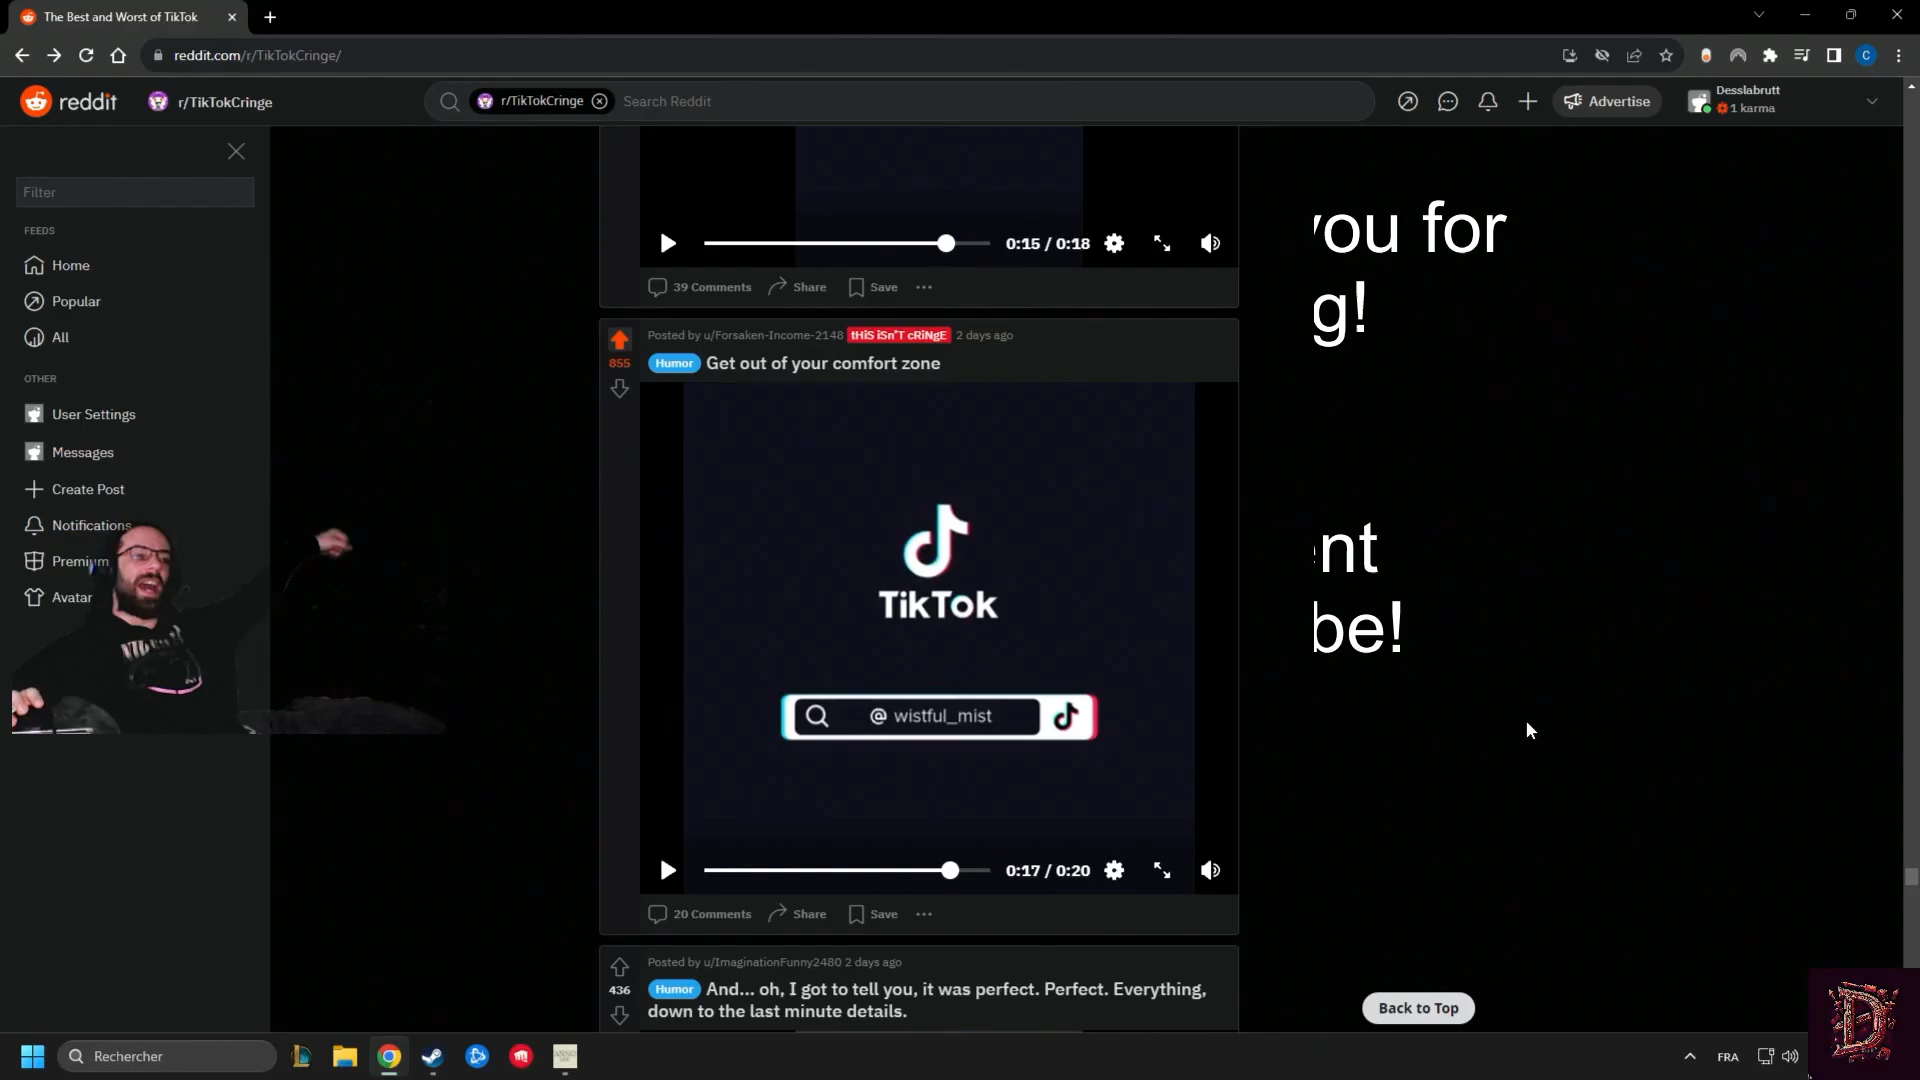 The Best and Worst of TikTok
reddit.com/r/TikTokCringe/
reddit
r/TikTokCringe
r/TikTokCringe
Search Reddit
Advertise
Desslabrutt
1 karma
Filter
FEEDS
Home
Popular
All
OTHER
User Settings
Messages
Create Post
Notifications
Premium
Avatar
0:15 / 0:18
39 Comments
Share
Save
Posted by u/Forsaken-Income-2148 tHiS iSn"T cRiNgE 2 days ago
855
Humor Get out of your comfort zone
TikTok
@ wistful_mist
0:17 / 0:20
20 Comments
Share
Save
Posted by u/ImaginationFunny2480 2 days ago
436
Humor And... oh, I got to tell you, it was perfect. Perfect. Everything,
down to the last minute details.
you for
g!
nt
be!
Back to Top
Rechercher
ANNO
FRA
C
D